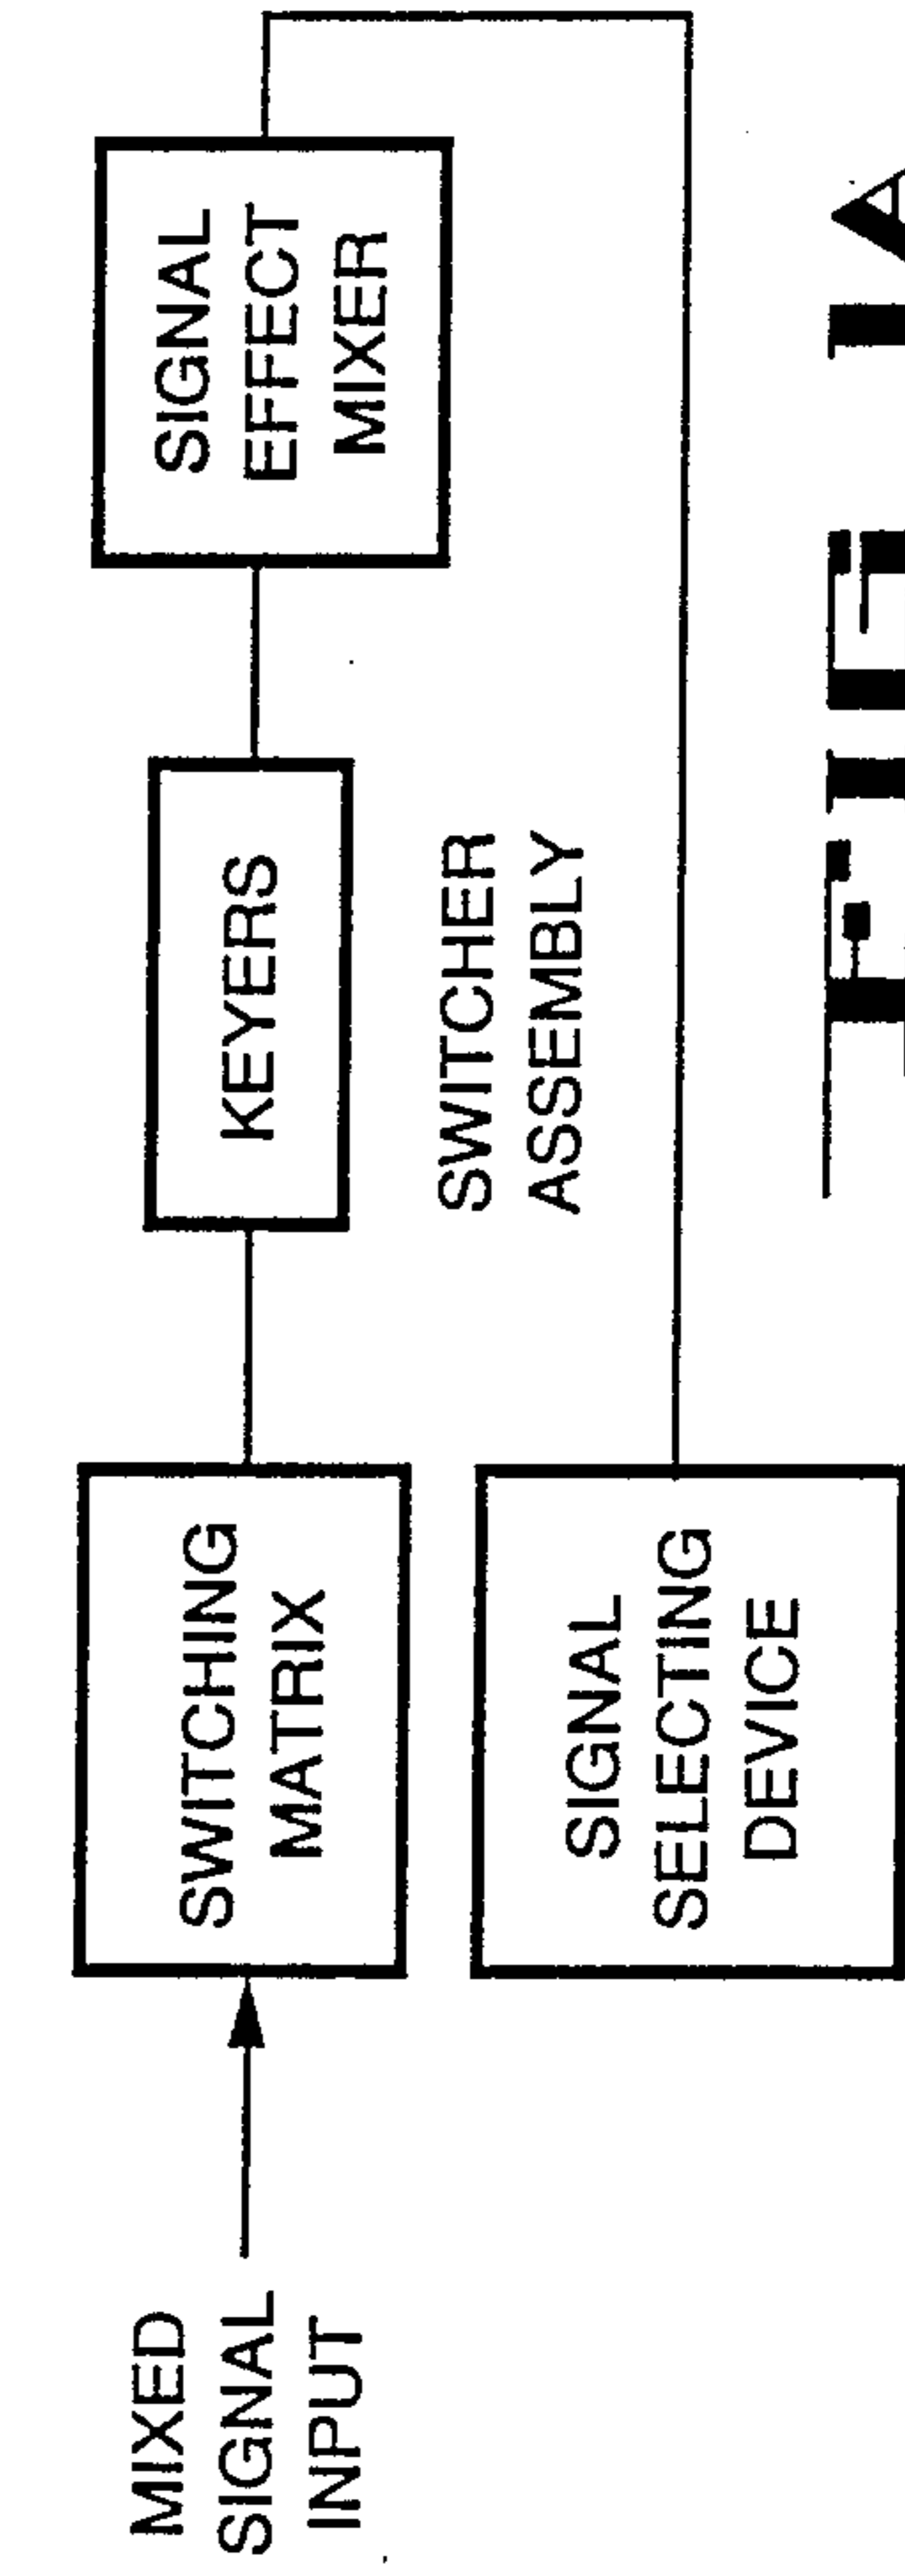 MIXED
SIGNAL
INPUT
SWITCHING
MATRIX
KEYERS
SIGNAL
EFFECT
MIXER
SWITCHER
ASSEMBLY
SIGNAL
SELECTING
DEVICE